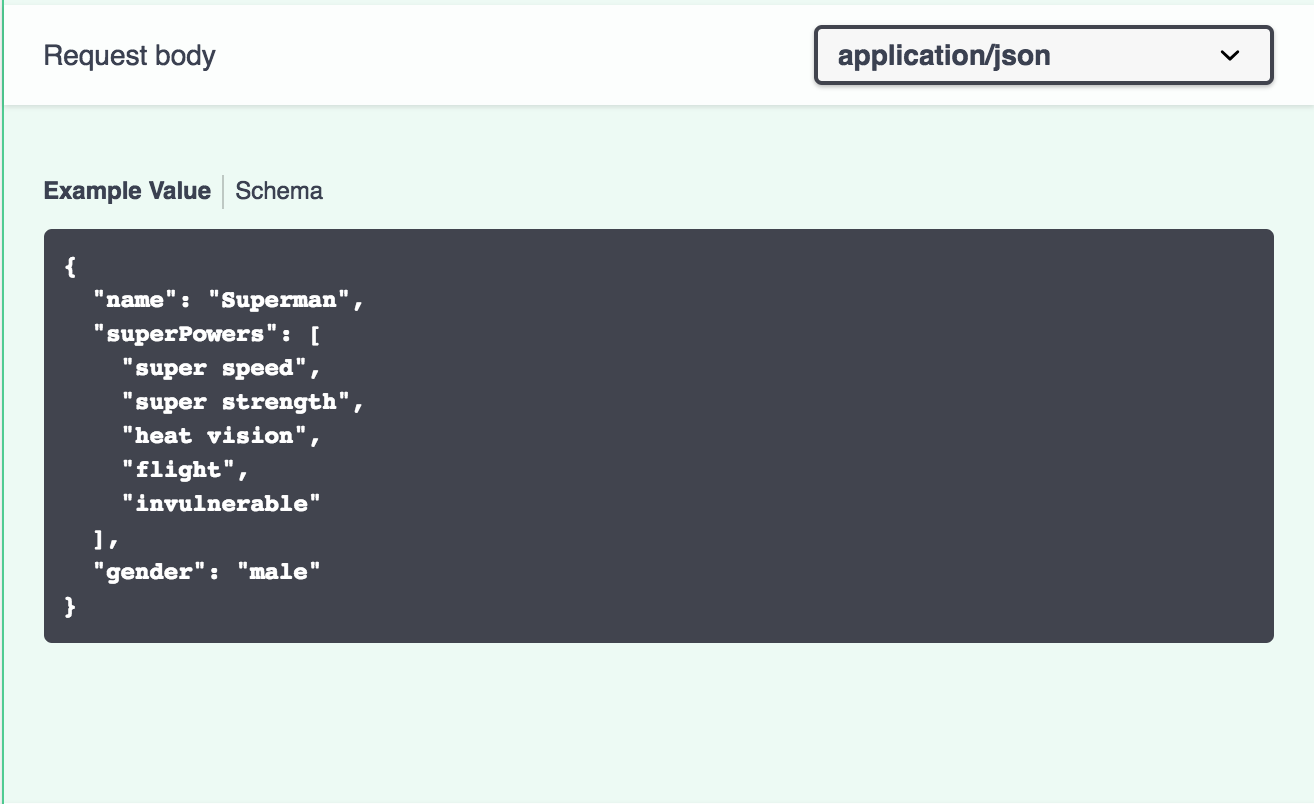 Request body
application/json
Example Value
Schema
{
  "name": "Superman",
  "superPowers": [
    "super speed",
    "super strength",
    "heat vision",
    "flight",
    "invulnerable"
  ],
  "gender": "male"
}